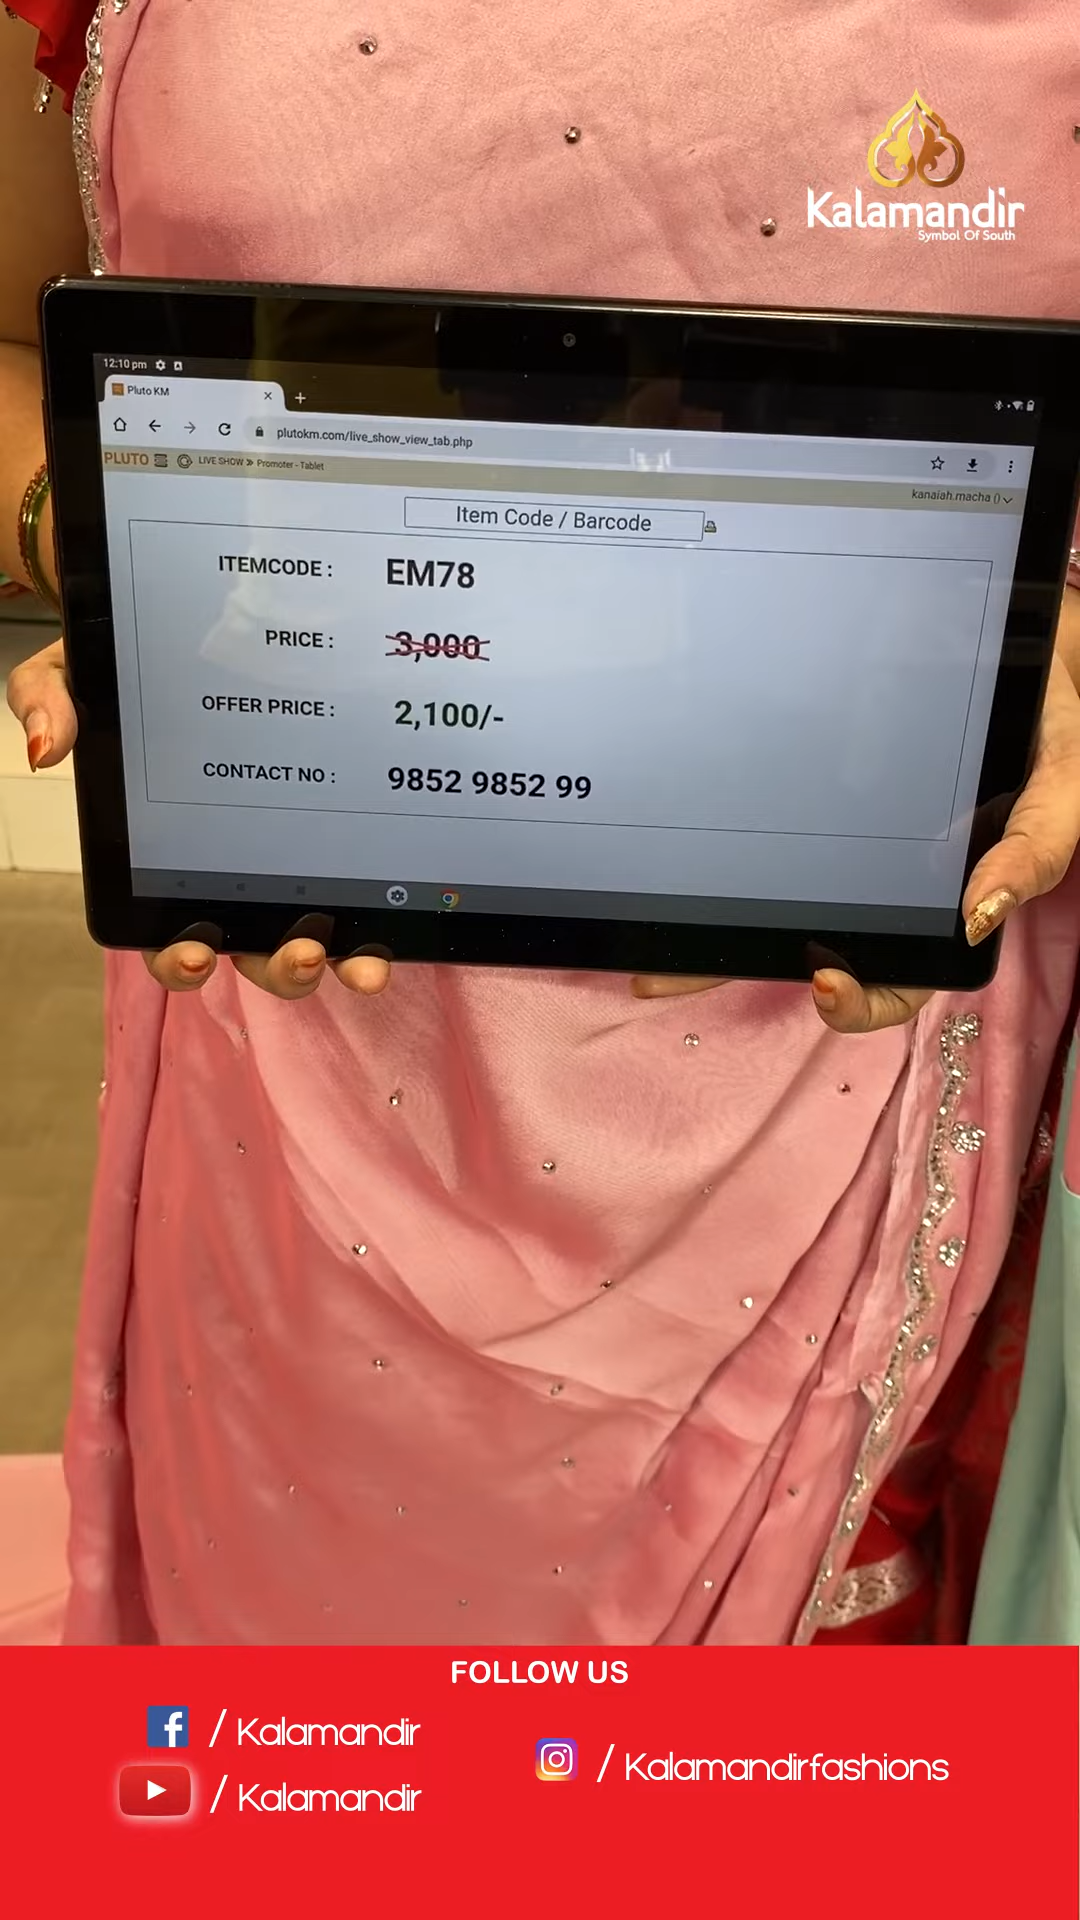 Kalamandir
Symbol Of South
12:10 pm
Pluto KM
plutokm.com/live_show_view_tab.php
PLUTO LIVE SHOW » Promoter - Tablet
kanaiah.macha ()
Item Code / Barcode
ITEMCODE : EM78
PRICE : 3,000
OFFER PRICE : 2,100/-
CONTACT NO : 9852 9852 99
FOLLOW US
/ Kalamandir
/ Kalamandirfashions
/ Kalamandir